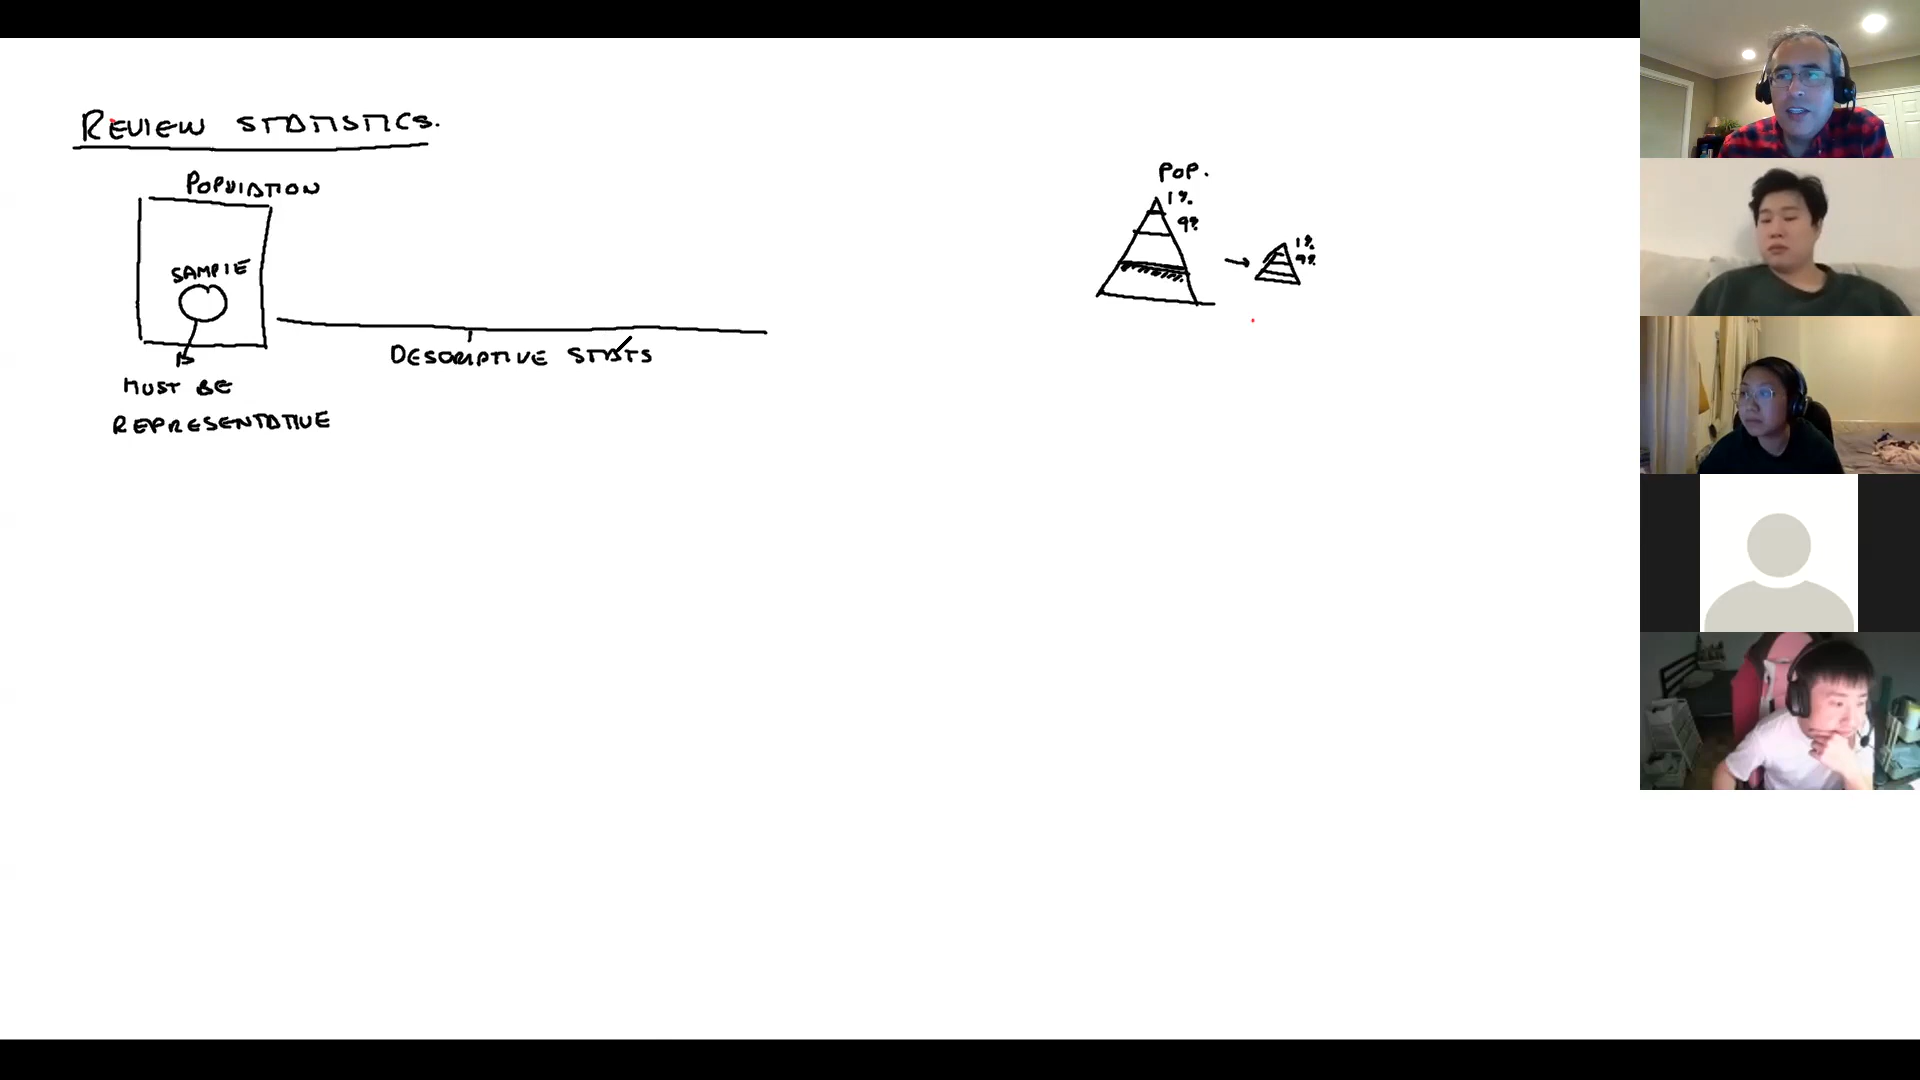 REVIEW STATISTICS.
POPULATION
SAMPLE
MUST BE
REPRESENTATIVE
DESCRIPTIVE STATS
POP.
1%
9%
1%
9%